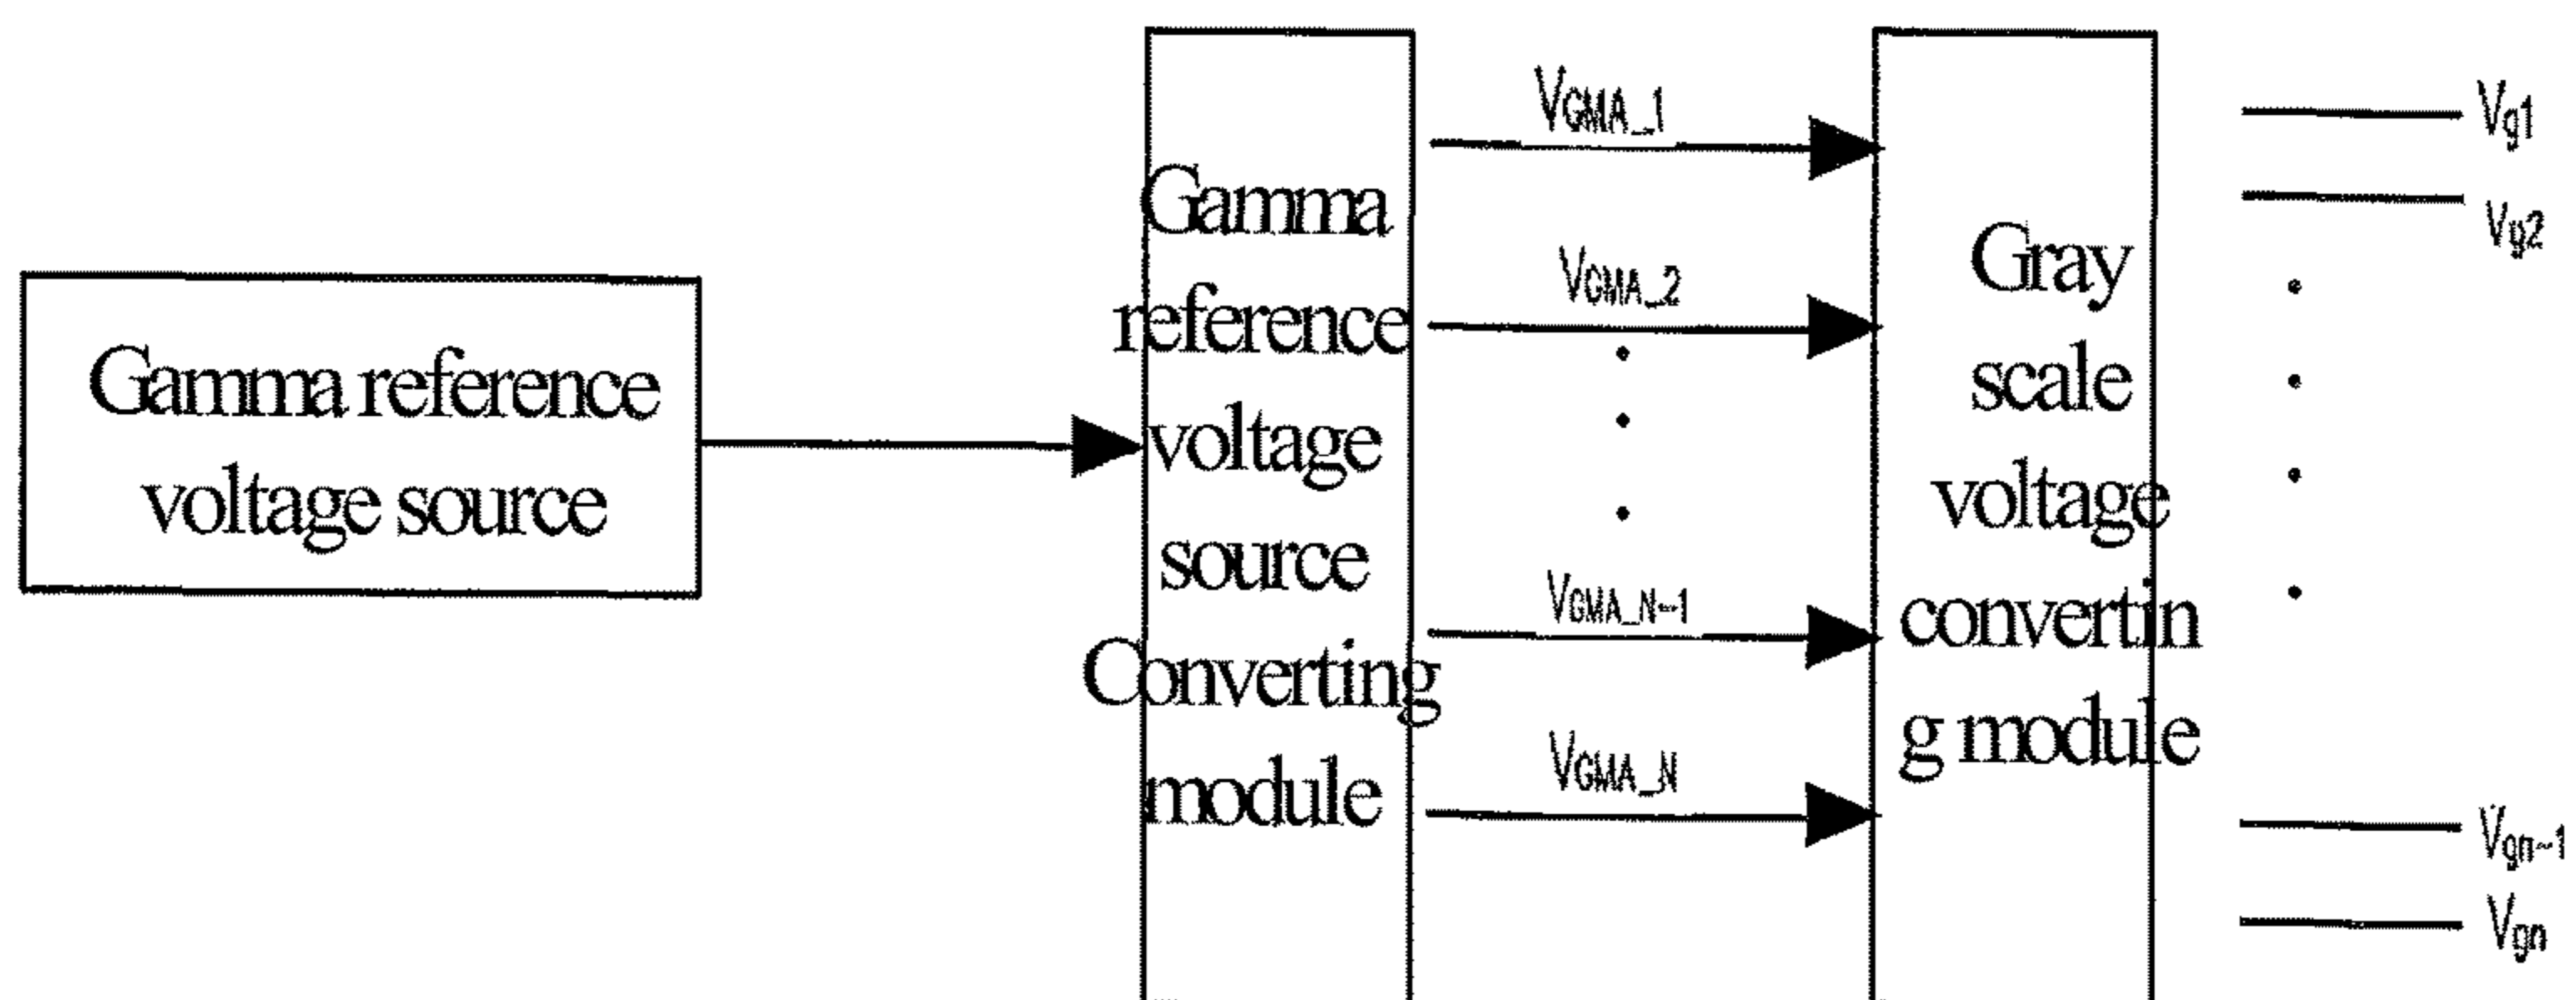 Gamma reference
voltage source
Gamma
reference
voltage
source
Converting
module
VGMA_1
VGMA_2
VGMA_N-1
VGMA_N
Gray
scale
voltage
convertin
g module
Vg1
Vg2
Vgn-1
Vgn